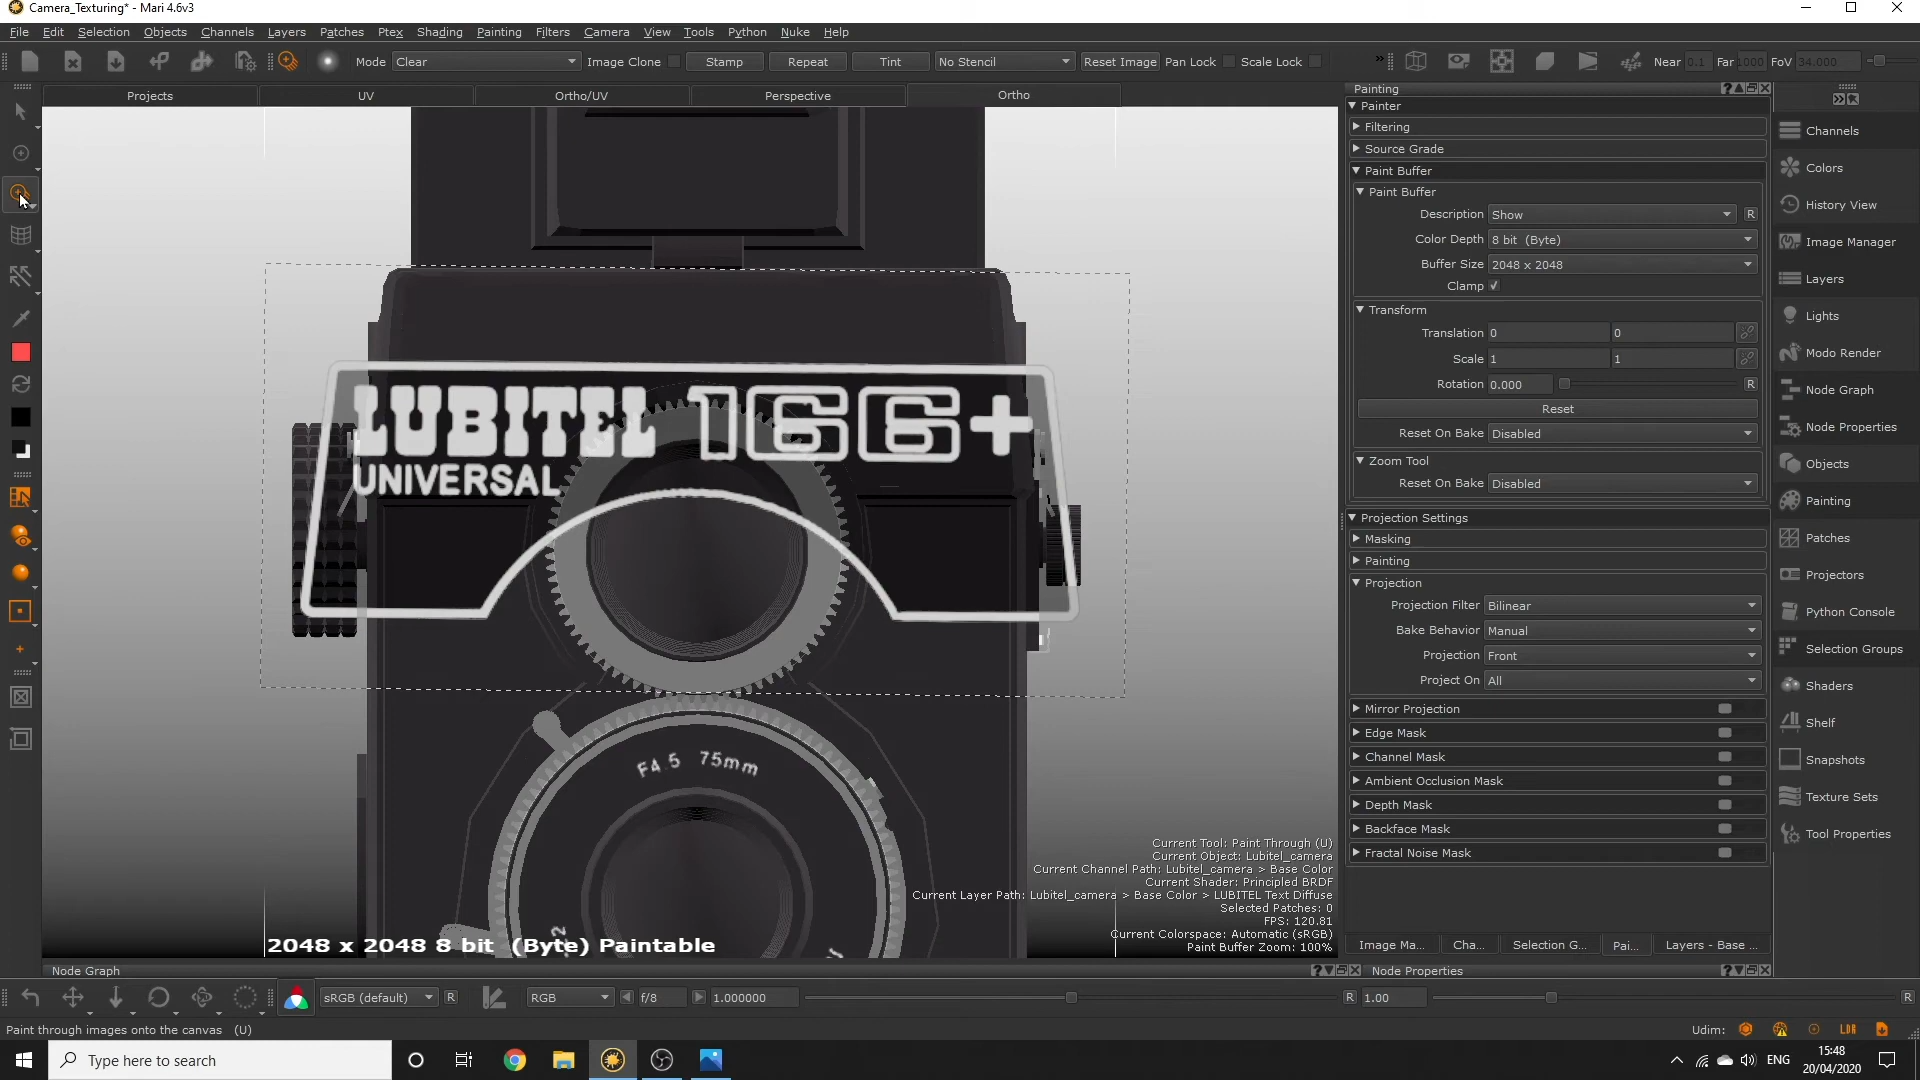 Camera_Texturing* - Mari 4.6v3
File Edit Selection Objects Channels Layers Patches Ptex Shading Painting Filters Camera View Tools Python Nuke Help
Mode Clear Image Clone Stamp Repeat Tint No Stencil Reset Image Pan Lock Scale Lock Near 0.1 Far 1000 FoV 34.000
Projects UV Ortho/UV Perspective Ortho
Painting
Painter
Filtering
Source Grade
Paint Buffer
Paint Buffer
Description Show R
Color Depth 8 bit (Byte)
Buffer Size 2048 x 2048
Clamp
Transform
Translation 0 0
Scale 1 1
Rotation 0.000 R
Reset
Reset On Bake Disabled
Zoom Tool
Reset On Bake Disabled
Projection Settings
Masking
Painting
Projection
Projection Filter Bilinear
Bake Behavior Manual
Projection Front
Project On All
Mirror Projection
Edge Mask
Channel Mask
Ambient Occlusion Mask
Depth Mask
Backface Mask
Fractal Noise Mask
Channels
Colors
History View
Image Manager
Layers
Lights
Modo Render
Node Graph
Node Properties
Objects
Painting
Patches
Projectors
Python Console
Selection Groups
Shaders
Shelf
Snapshots
Texture Sets
Tool Properties
LUBITEL 166+
UNIVERSAL
F4.5 75mm
Current Tool: Paint Through (U)
Current Object: Lubitel_camera
Current Channel Path: Lubitel_camera > Base Color
Current Shader: Principled BRDF
Current Layer Path: Lubitel_camera > Base Color > LUBITEL Text Diffuse
Selected Patches: 0
FPS: 120.81
Current Colorspace: Automatic (sRGB)
Paint Buffer Zoom: 100%
2048 x 2048 8 bit (Byte) Paintable
Image Ma... Cha... Selection G... Pai... Layers - Base ...
Node Graph Node Properties
sRGB (default) R RGB f/8 1.000000 R 1.00 R
Paint through images onto the canvas (U) Udim: LDR
Type here to search
ENG
15:48
20/04/2020